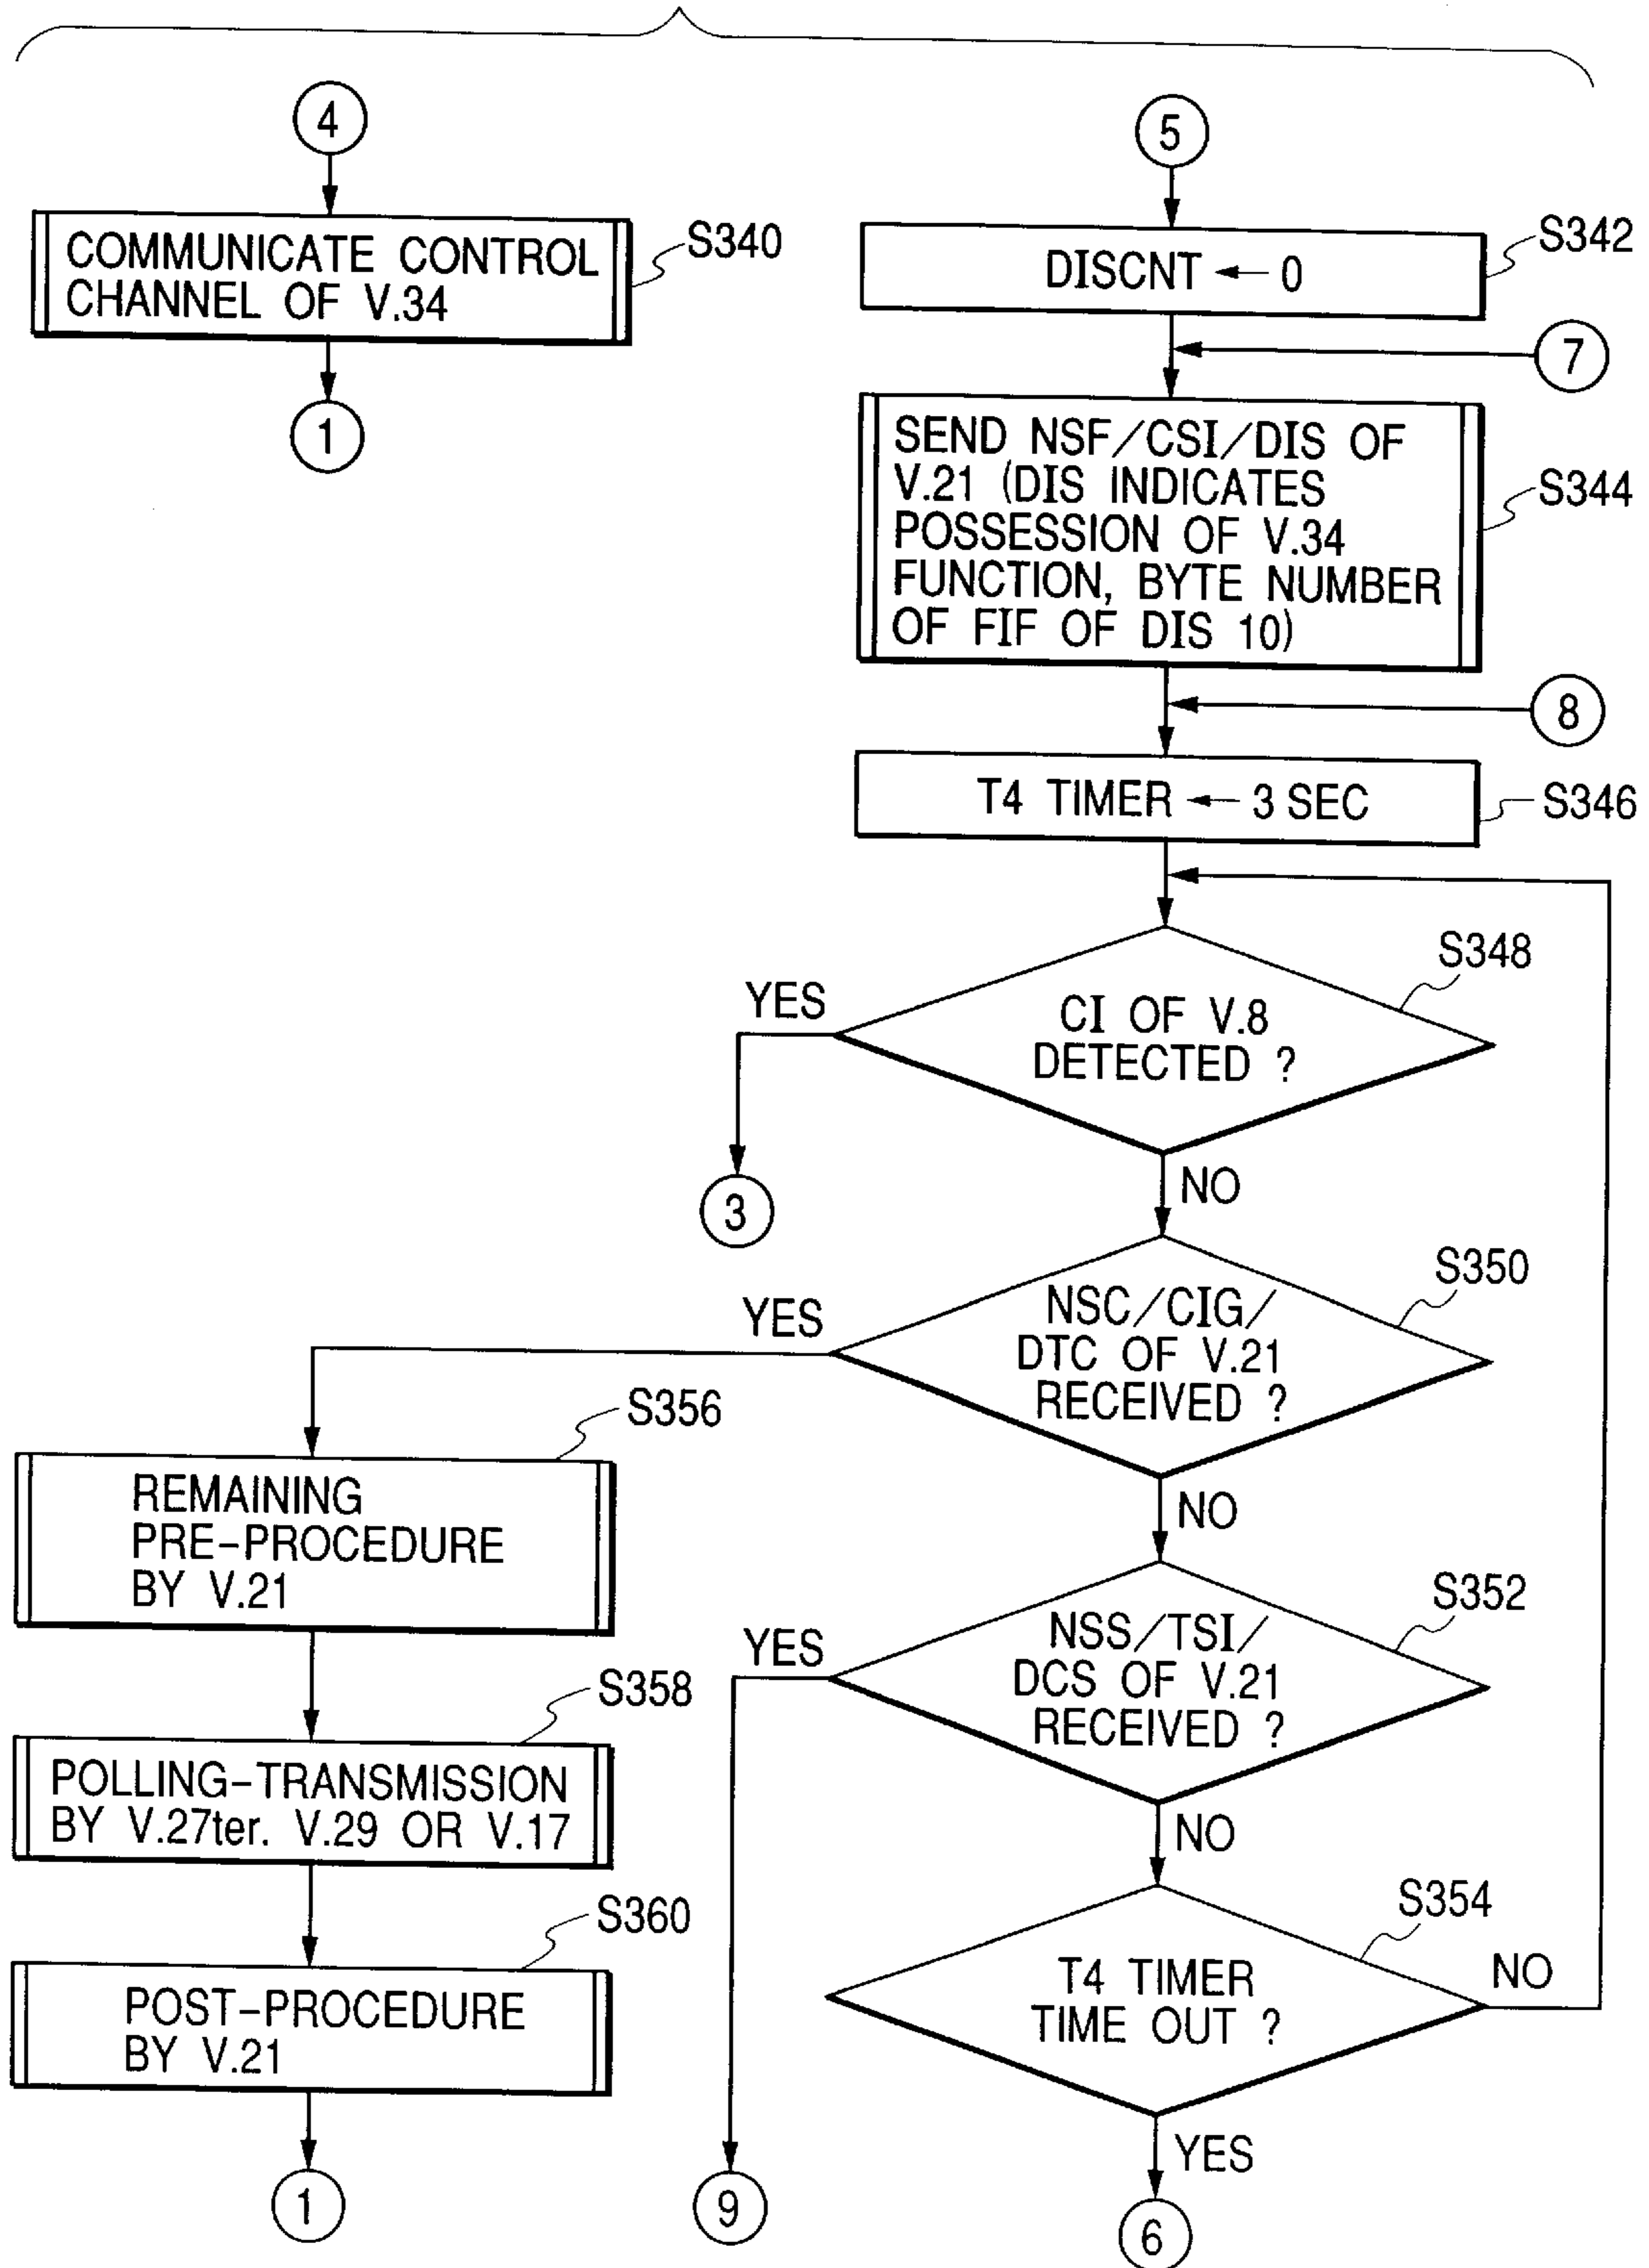 4
COMMUNICATE CONTROL
CHANNEL OF V.34
S340
1
5
DISCNT ← 0
S342
7
SEND NSF/CSI/DIS OF
V.21 (DIS INDICATES
POSSESSION OF V.34
FUNCTION, BYTE NUMBER
OF FIF OF DIS 10)
S344
8
T4 TIMER ← 3 SEC
S346
S348
YES
CI OF V.8
DETECTED ?
3
NO
S350
YES
NSC/CIG/
DTC OF V.21
RECEIVED ?
NO
S356
REMAINING
PRE-PROCEDURE
BY V.21
S352
YES
NSS/TSI/
DCS OF V.21
RECEIVED ?
NO
S358
POLLING-TRANSMISSION
BY V.27ter. V.29 OR V.17
S354
T4 TIMER
TIME OUT ?
NO
YES
S360
POST-PROCEDURE
BY V.21
1
9
6